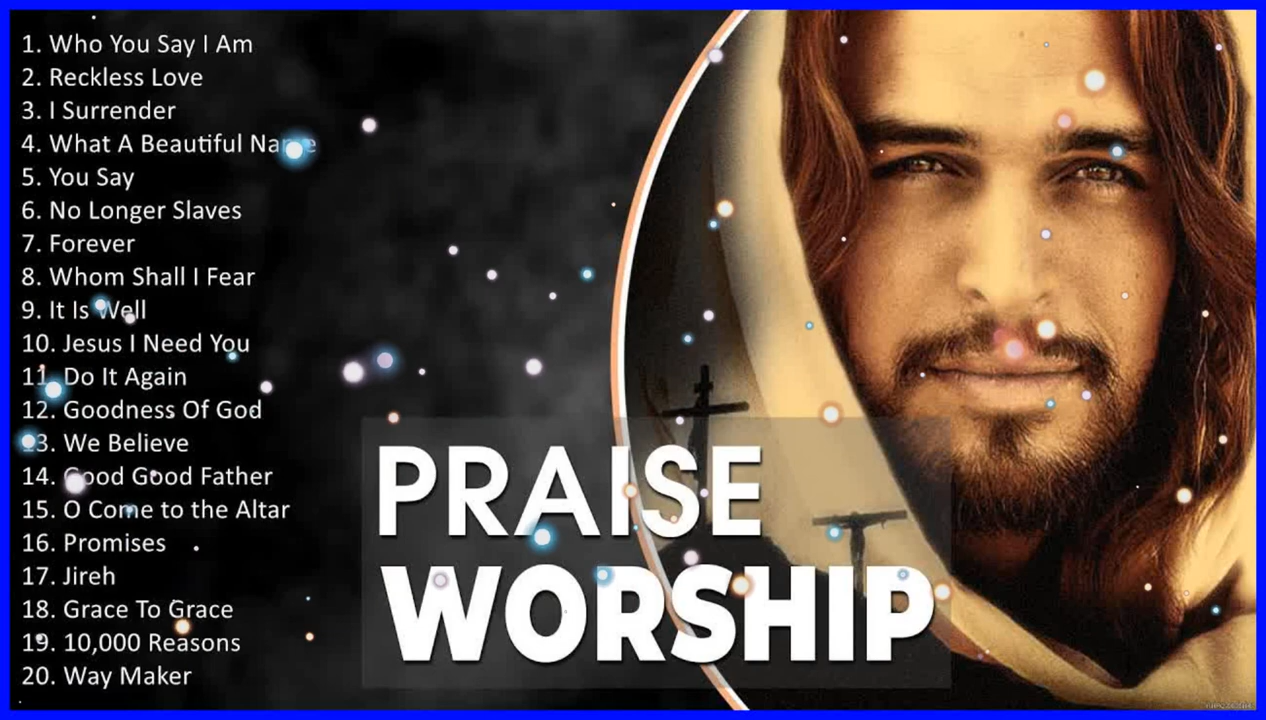 1. Who You Say I Am
2. Reckless Love
3. I Surrender
4. What A Beautiful Name
5. You Say
6. No Longer Slaves
7. Forever
8. Whom Shall I Fear
9. It Is Well
10. Jesus I Need You
11. Do It Again
12. Goodness Of God
13. We Believe
14. Good Good Father
15. O Come to the Altar
16. Promises
17. Jireh
18. Grace To Grace
19. 10,000 Reasons
20. Way Maker
PRAISE
WORSHIP